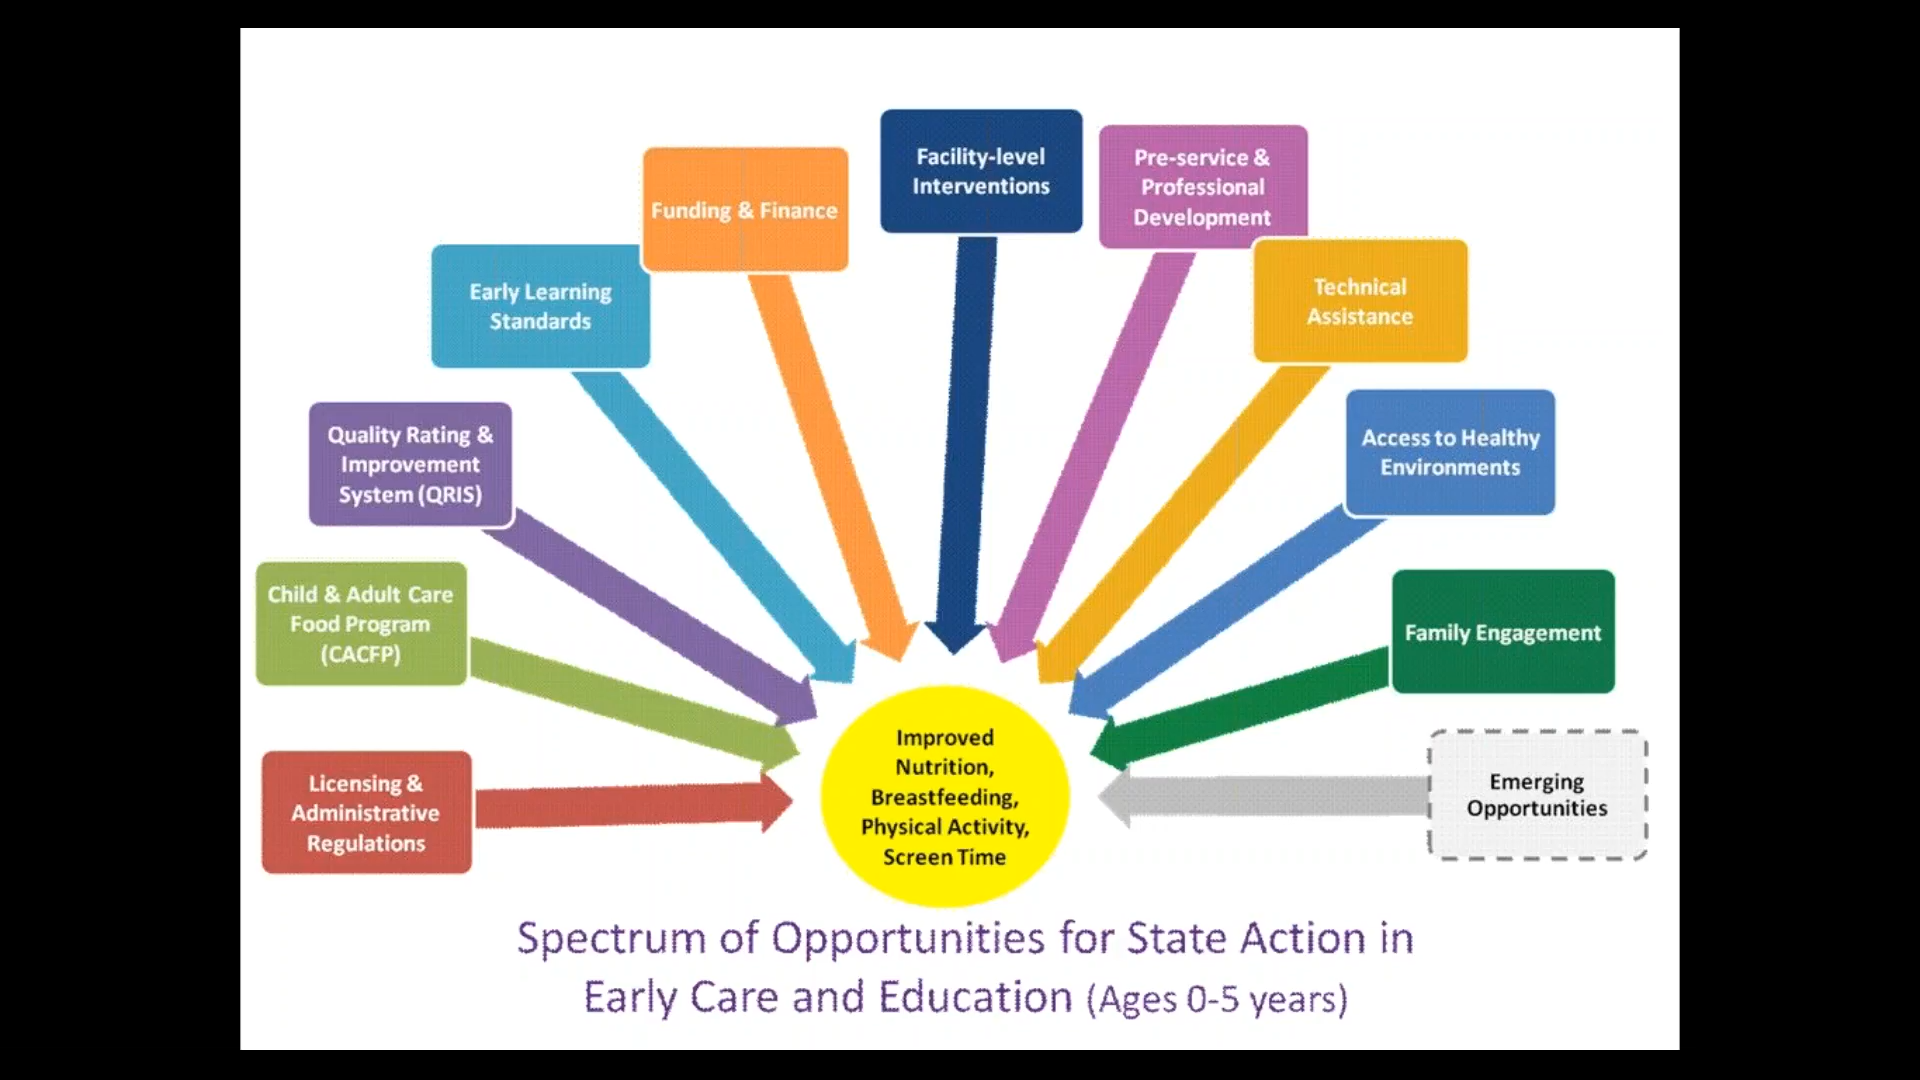 Facility-level
Interventions
Pre-service &
Professional
Development
Funding & Finance
Early Learning
Standards
Technical
Assistance
Quality Rating &
Improvement
System (QRIS)
Access to Healthy
Environments
Child & Adult Care
Food Program
(CACFP)
Family Engagement
Licensing &
Administrative
Regulations
Improved
Nutrition,
Breastfeeding,
Physical Activity,
Screen Time
Emerging
Opportunities
Spectrum of Opportunities for State Action in
Early Care and Education (Ages 0-5 years)